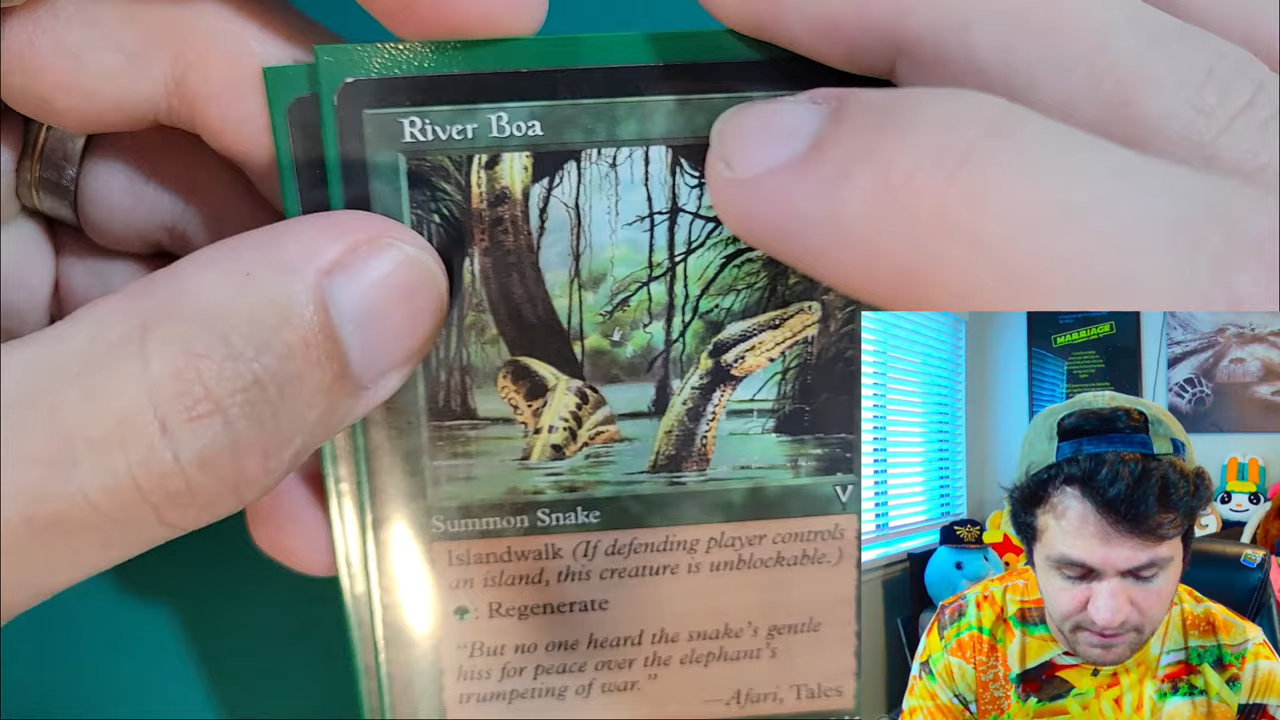 River Boa
V
Summon Snake
Islandwalk (If defending player controls
an island, this creature is unblockable.)
: Regenerate
"But no one heard the snake's gentle
hiss for peace over the elephant's
trumpeting of war."
—Afari, Tales
MARRIAGE